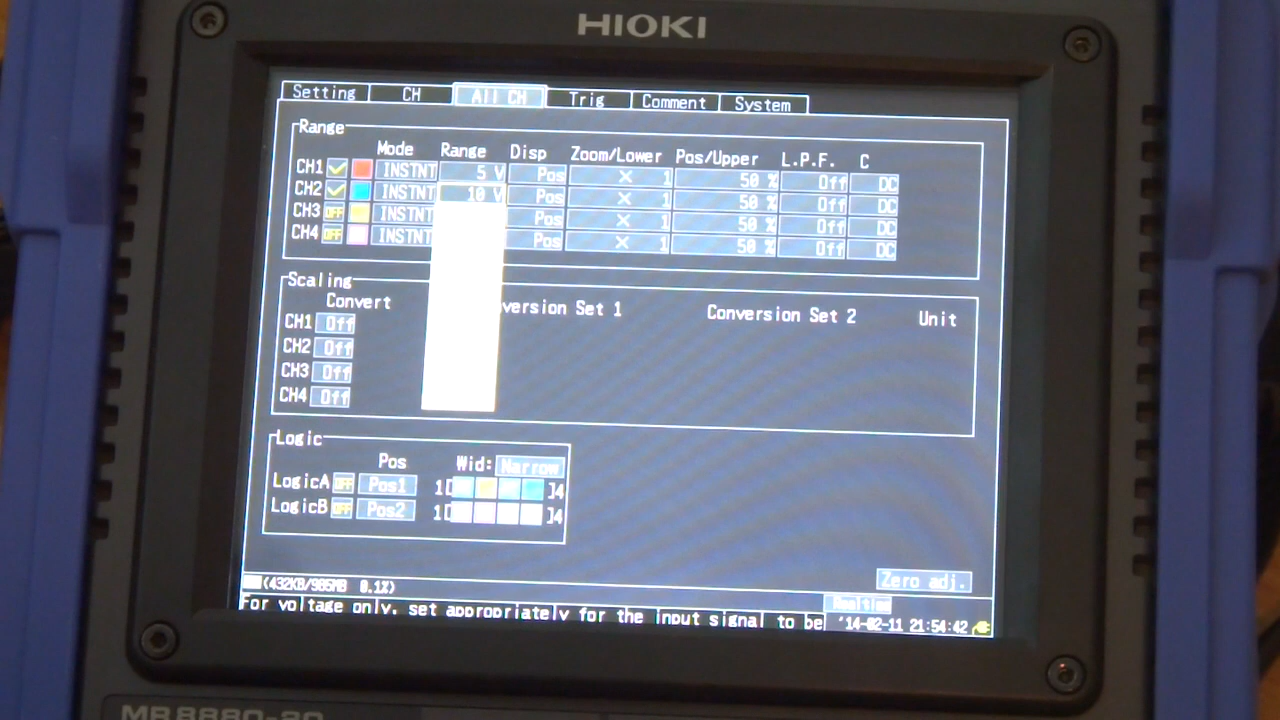 HIOKI
Setting CH All CH Trig Comment System
Range
Mode Range Disp Zoom/Lower Pos/Upper L.P.F. C
CH1 INSTNT 5 V Pos × 1 50 % Off DC
CH2 INSTNT 10 V Pos × 1 50 % Off DC
CH3 OFF INSTNT Pos × 1 50 % Off DC
CH4 OFF INSTNT Pos × 1 50 % Off DC
Scaling
Convert version Set 1 Conversion Set 2 Unit
CH1 Off
CH2 Off
CH3 Off
CH4 Off
Logic
Pos Wid: Narrow
LogicA OFF Pos1 1[ ]4
LogicB OFF Pos2 1[ ]4
Zero adj.
(432KB/985MB 0.1%)
Realtime
For voltage only, set appropriately for the input signal to be '14-02-11 21:54:42
MR8880-20